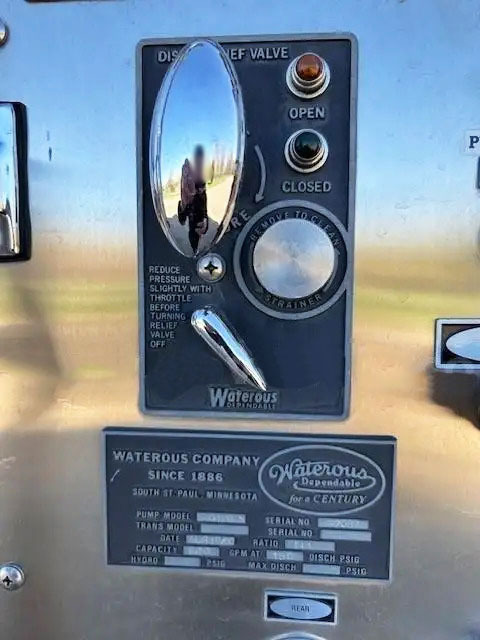 VALVE
OPEN
CLOSED
REMOVE TO CLEAN
STRAINER
REDUCE
PRESSURE
SLIGHTLY WITH
THROTTLE
BEFORE
TURNING
RELIEF
VALVE
OFF
Waterous
DEPENDABLE
WATEROUS COMPANY
SINCE 1886
SOUTH ST. PAUL, MINNESOTA
Waterous
Dependable
for a CENTURY
PUMP MODEL
SERIAL NO
TRANS MODEL
SERIAL NO
DATE
RATIO
CAPACITY
GPM AT
DISCH PSIG
HYDRO
PSIG
MAX DISCH
PSIG
REAR